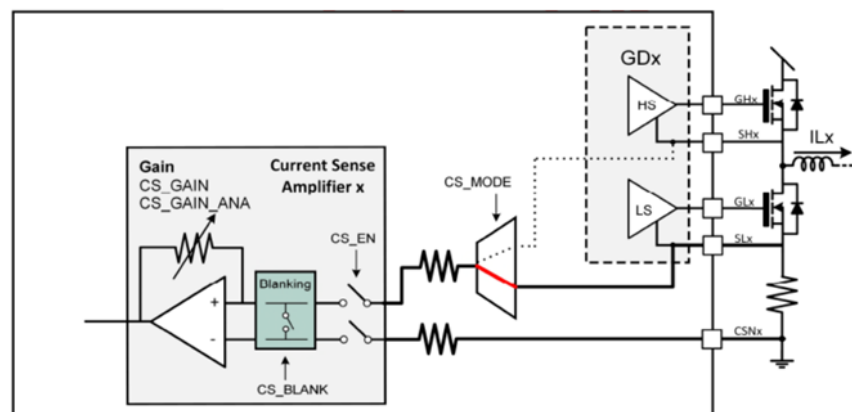 GDx
HS
GHx
SHx
ILx
Gain
CS_GAIN
CS_GAIN_ANA
Current Sense
Amplifier x
CS_MODE
LS
GLx
SLx
CS_EN
+
Blanking
-
CSNx
CS_BLANK